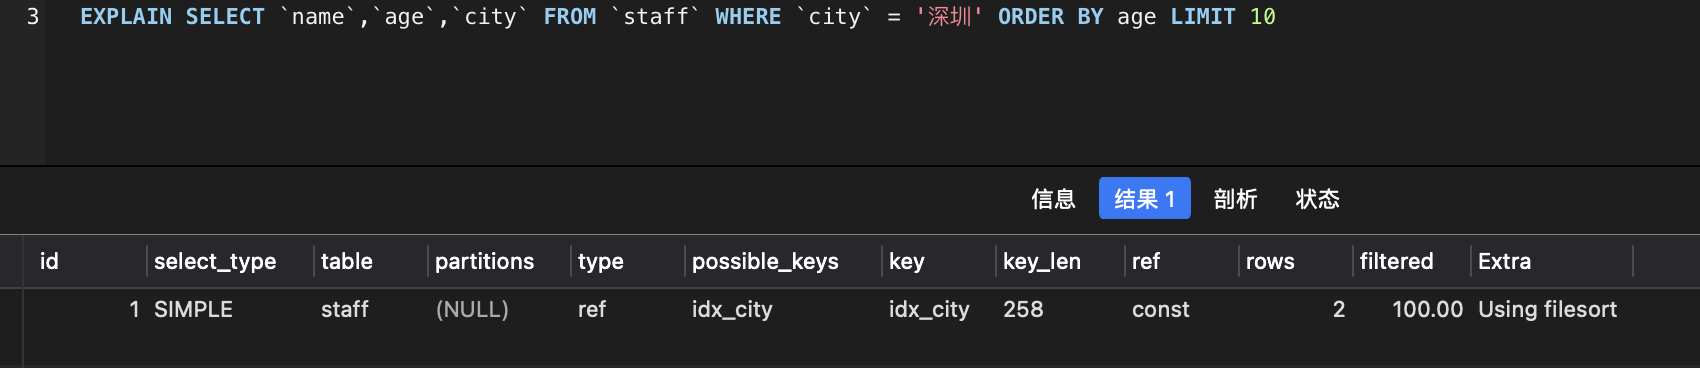 3 EXPLAIN SELECT `name`,`age`,`city` FROM `staff` WHERE `city` = '深圳' ORDER BY age LIMIT 10
信息 结果 1 剖析 状态
id select_type table partitions type possible_keys key key_len ref rows filtered Extra
1 SIMPLE staff (NULL) ref idx_city idx_city 258 const 2 100.00 Using filesort